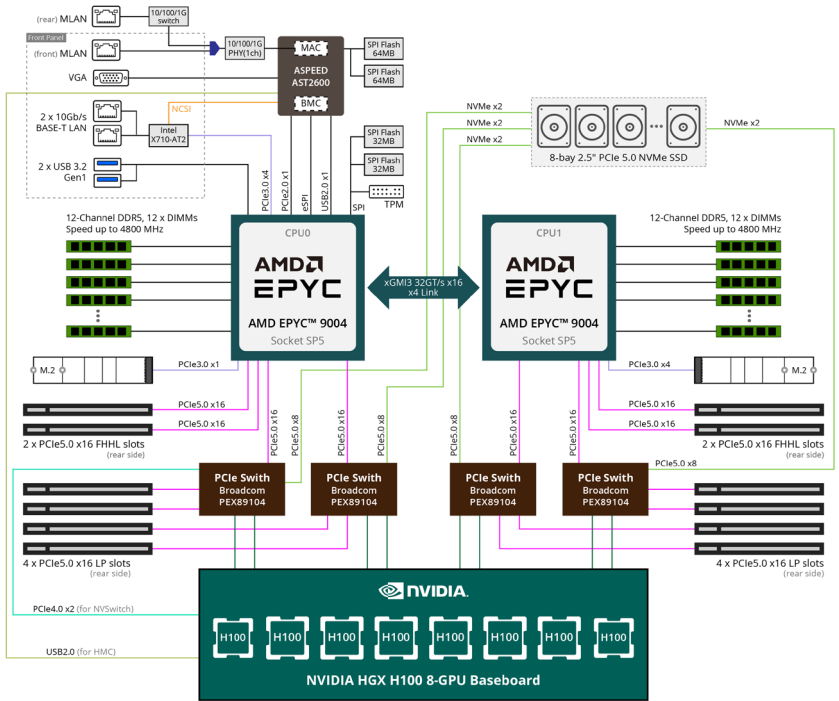 (rear) MLAN
10/100/1G
switch
Front Panel
(front) MLAN
10/100/1G
PHY(1ch)
MAC
ASPEED
AST2600
BMC
SPI Flash
64MB
SPI Flash
64MB
VGA
NCSI
2 x 10Gb/s
BASE-T LAN
Intel
X710-AT2
2 x USB 3.2
Gen1
PCIe3.0 x4
PCIe2.0 x1
eSPI
USB2.0 x1
SPI Flash
32MB
SPI Flash
32MB
SPI
TPM
NVMe x2
NVMe x2
NVMe x2
NVMe x2
8-bay 2.5" PCIe 5.0 NVMe SSD
12-Channel DDR5, 12 x DIMMs
Speed up to 4800 MHz
CPU0
AMD
EPYC
AMD EPYC™ 9004
Socket SP5
xGMI3 32GT/s x16
x4 Link
CPU1
AMD
EPYC
AMD EPYC™ 9004
Socket SP5
12-Channel DDR5, 12 x DIMMs
Speed up to 4800 MHz
M.2
PCIe3.0 x1
PCIe3.0 x4
M.2
PCIe5.0 x16
PCIe5.0 x16
2 x PCIe5.0 x16 FHHL slots
(rear side)
PCIe5.0 x16
PCIe5.0 x8
PCIe5.0 x16
PCIe5.0 x8
PCIe5.0 x8
PCIe5.0 x16
PCIe5.0 x16
PCIe5.0 x16
PCIe5.0 x16
2 x PCIe5.0 x16 FHHL slots
(rear side)
PCIe5.0 x8
PCIe Swith
Broadcom
PEX89104
PCIe Swith
Broadcom
PEX89104
PCIe Swith
Broadcom
PEX89104
PCIe Swith
Broadcom
PEX89104
4 x PCIe5.0 x16 LP slots
(rear side)
4 x PCIe5.0 x16 LP slots
(rear side)
PCIe4.0 x2 (for NVSwitch)
USB2.0 (for HMC)
NVIDIA.
H100 H100 H100 H100 H100 H100 H100 H100
NVIDIA HGX H100 8-GPU Baseboard